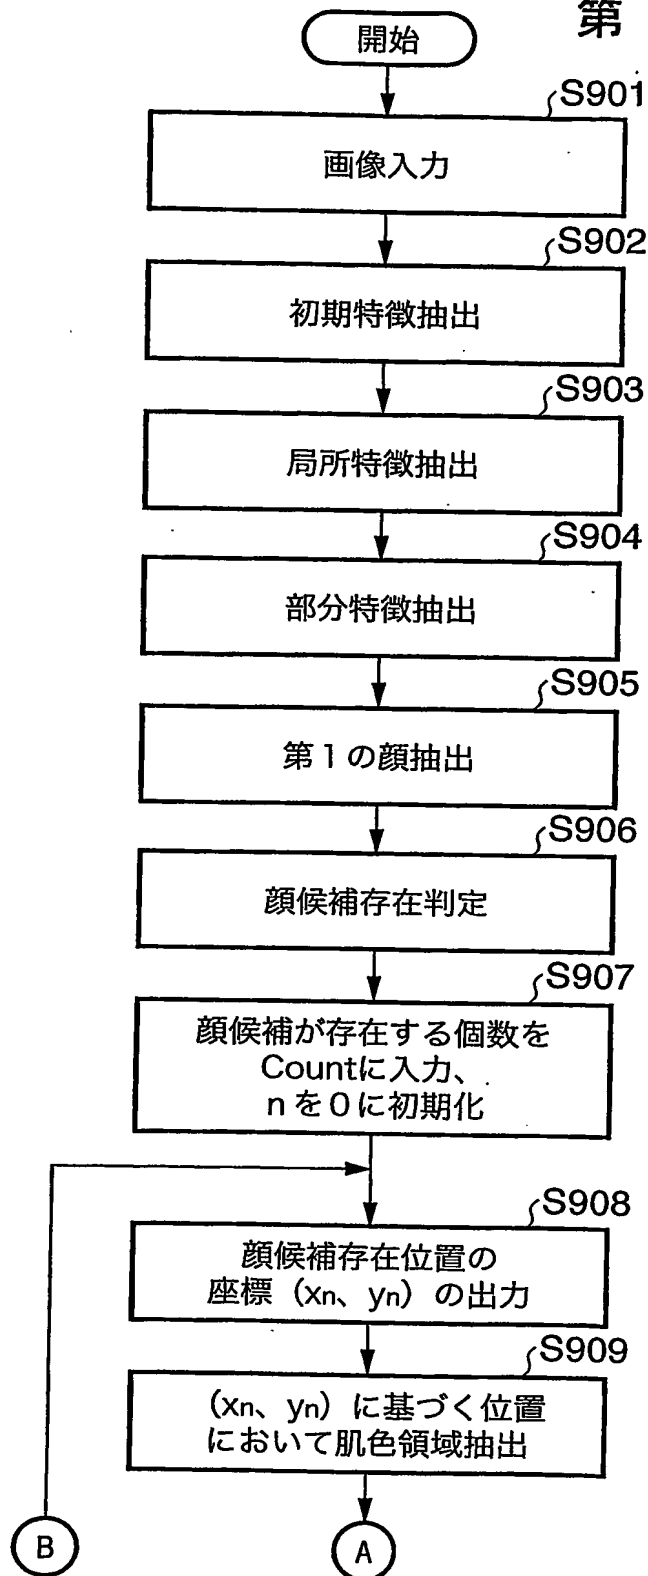 第
開始
S901
画像入力
S902
初期特徴抽出
S903
局所特徴抽出
S904
部分特徴抽出
S905
第1の顔抽出
S906
顔候補存在判定
S907
顔候補が存在する個数を
Countに入力、
nを0に初期化
S908
顔候補存在位置の
座標（xn、yn）の出力
S909
（xn、yn）に基づく位置
において肌色領域抽出
B
A